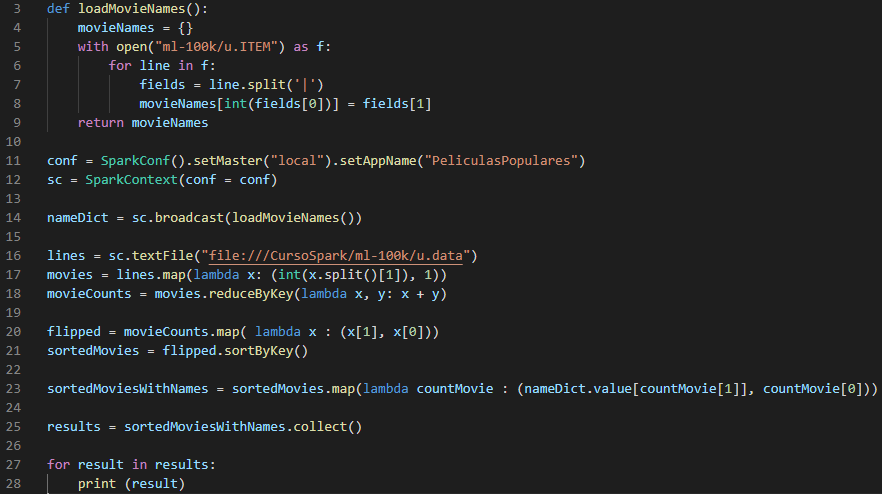 3 def loadMovieNames():
4     movieNames = {}
5     with open("ml-100k/u.ITEM") as f:
6         for line in f:
7             fields = line.split('|')
8             movieNames[int(fields[0])] = fields[1]
9     return movieNames
10
11 conf = SparkConf().setMaster("local").setAppName("PeliculasPopulares")
12 sc = SparkContext(conf = conf)
13
14 nameDict = sc.broadcast(loadMovieNames())
15
16 lines = sc.textFile("file:///CursoSpark/ml-100k/u.data")
17 movies = lines.map(lambda x: (int(x.split()[1]), 1))
18 movieCounts = movies.reduceByKey(lambda x, y: x + y)
19
20 flipped = movieCounts.map( lambda x : (x[1], x[0]))
21 sortedMovies = flipped.sortByKey()
22
23 sortedMoviesWithNames = sortedMovies.map(lambda countMovie : (nameDict.value[countMovie[1]], countMovie[0]))
24
25 results = sortedMoviesWithNames.collect()
26
27 for result in results:
28     print (result)